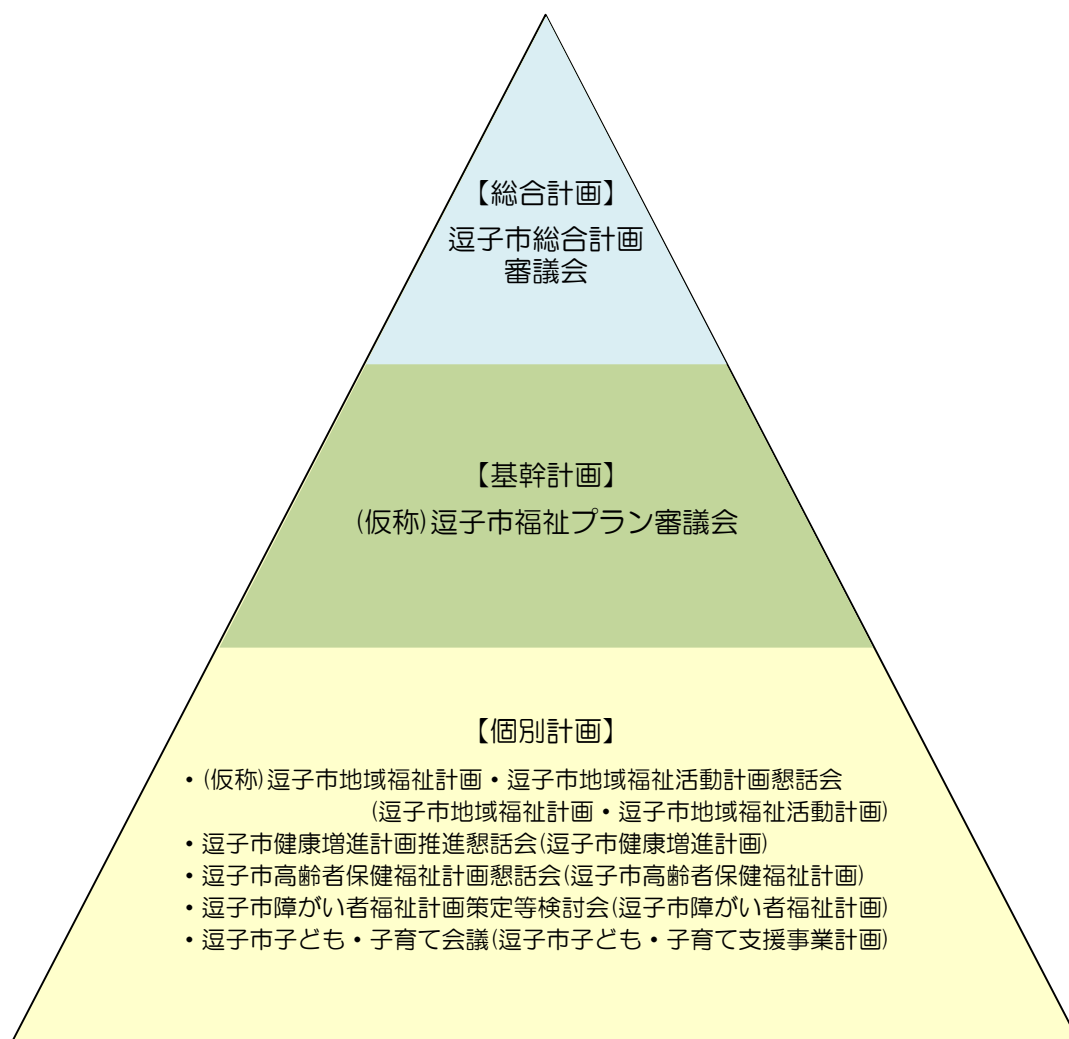 【総合計画】
逗子市総合計画
審議会
【基幹計画】
(仮称)逗子市福祉プラン審議会
【個別計画】
・(仮称)逗子市地域福祉計画・逗子市地域福祉活動計画懇話会
(逗子市地域福祉計画・逗子市地域福祉活動計画)
・逗子市健康増進計画推進懇話会(逗子市健康増進計画)
・逗子市高齢者保健福祉計画懇話会(逗子市高齢者保健福祉計画)
・逗子市障がい者福祉計画策定等検討会(逗子市障がい者福祉計画)
・逗子市子ども・子育て会議(逗子市子ども・子育て支援事業計画)